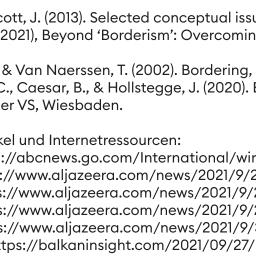 ott, J. (2013). Selected conceptual issu
2021), Beyond ‘Borderism’: Overcomin
& Van Naerssen, T. (2002). Bordering,
C., Caesar, B., & Hollstegge, J. (2020). E
er VS, Wiesbaden.
kel und Internetressourcen:
://abcnews.go.com/International/wir
://www.aljazeera.com/news/2021/9/2
s://www.aljazeera.com/news/2021/9/2
s://www.aljazeera.com/news/2021/9/2
s://www.aljazeera.com/news/2021/9/
ttps://balkaninsight.com/2021/09/27/